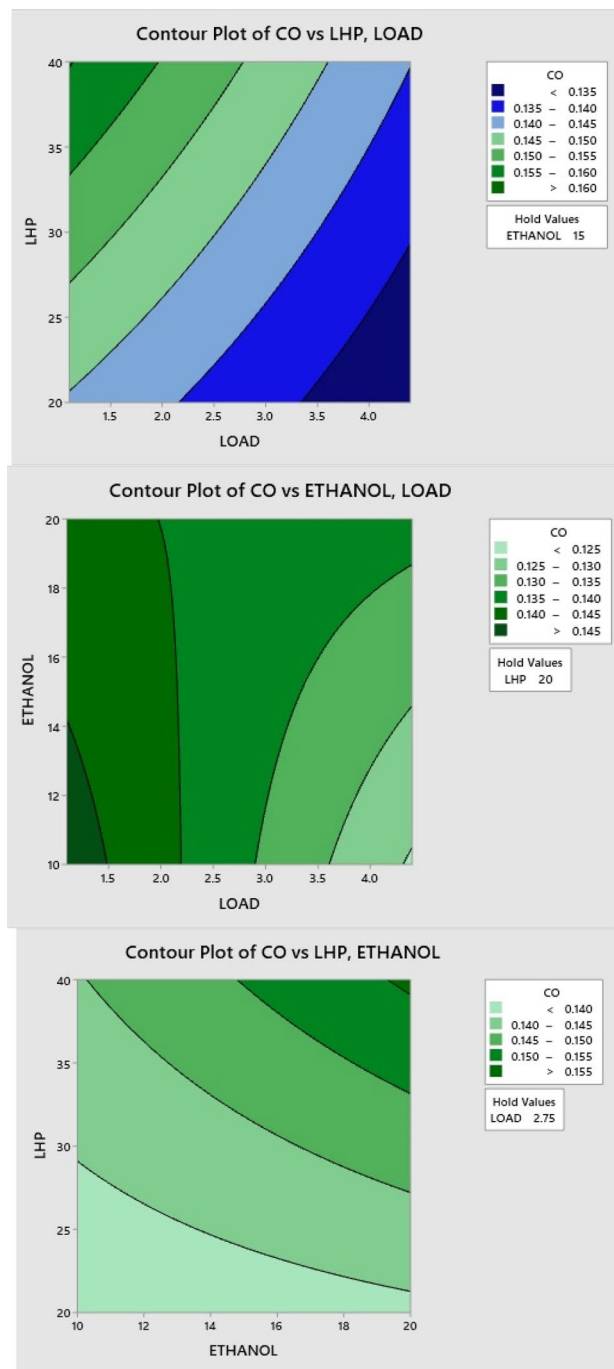 Contour Plot of CO vs LHP, LOAD
40
35
30
25
20
LHP
1.5 2.0 2.5 3.0 3.5 4.0
LOAD
CO
< 0.135
0.135 – 0.140
0.140 – 0.145
0.145 – 0.150
0.150 – 0.155
0.155 – 0.160
> 0.160
Hold Values
ETHANOL 15
Contour Plot of CO vs ETHANOL, LOAD
20
18
16
14
12
10
ETHANOL
1.5 2.0 2.5 3.0 3.5 4.0
LOAD
CO
< 0.125
0.125 – 0.130
0.130 – 0.135
0.135 – 0.140
0.140 – 0.145
> 0.145
Hold Values
LHP 20
Contour Plot of CO vs LHP, ETHANOL
40
35
30
25
20
LHP
10 12 14 16 18 20
ETHANOL
CO
< 0.140
0.140 – 0.145
0.145 – 0.150
0.150 – 0.155
> 0.155
Hold Values
LOAD 2.75